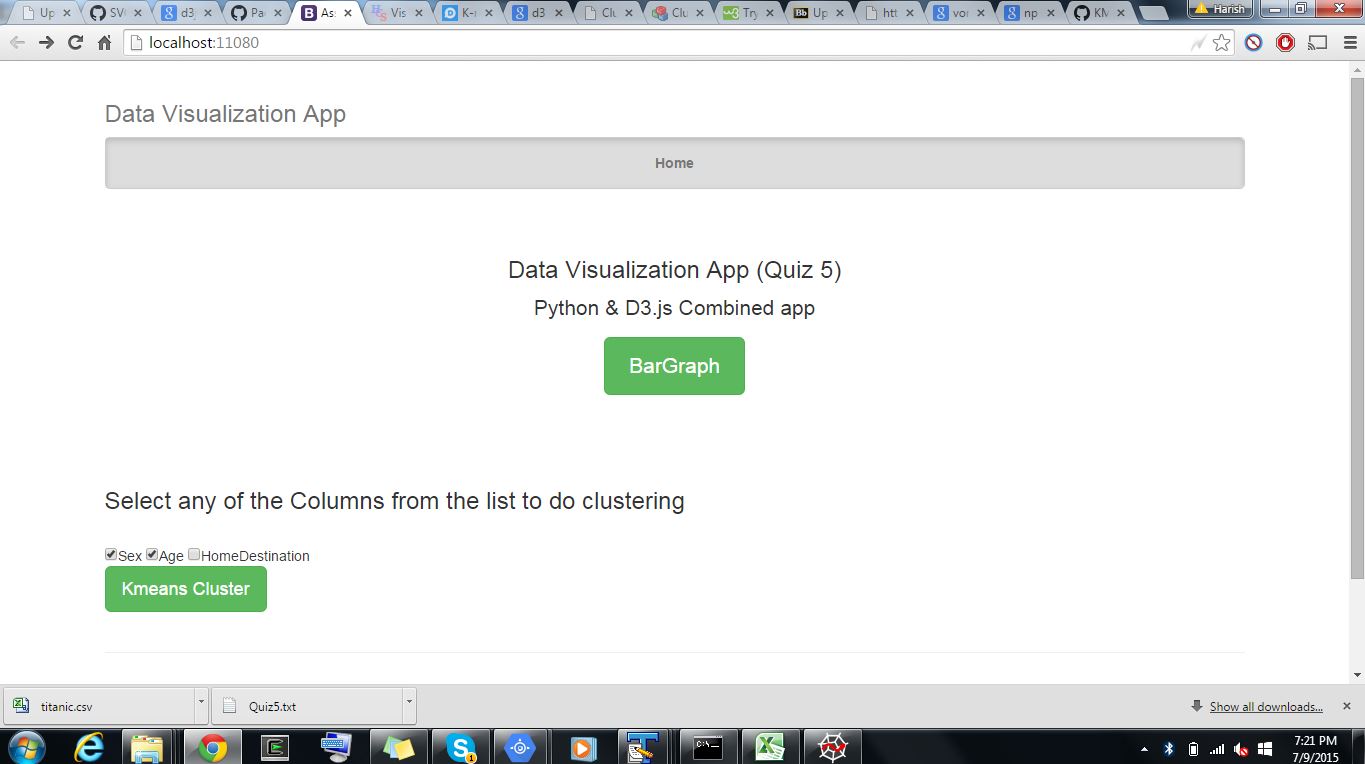 Up
SV
d3
Pa
As
Vis
K-
d3
Clu
Clu
Try
Up
htt
vor
np
KM
Harish
localhost:11080
Data Visualization App
Home
Data Visualization App (Quiz 5)
Python & D3.js Combined app
BarGraph
Select any of the Columns from the list to do clustering
Sex Age HomeDestination
Kmeans Cluster
titanic.csv
Quiz5.txt
Show all downloads...
7:21 PM
7/9/2015